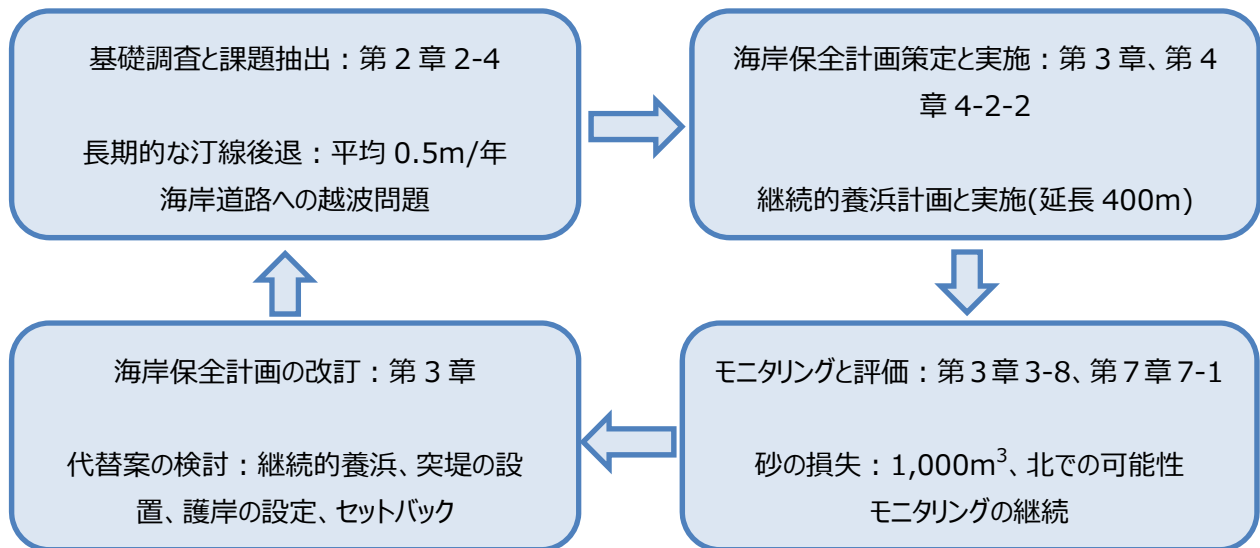 基礎調査と課題抽出：第２章 2-4
長期的な汀線後退：平均 0.5m/年
海岸道路への越波問題
海岸保全計画策定と実施：第３章、第４
章 4-2-2
継続的養浜計画と実施(延長 400m)
海岸保全計画の改訂：第３章
代替案の検討：継続的養浜、突堤の設
置、護岸の設定、セットバック
モニタリングと評価：第３章 3-8、第７章 7-1
砂の損失：1,000m³、北での可能性
モニタリングの継続